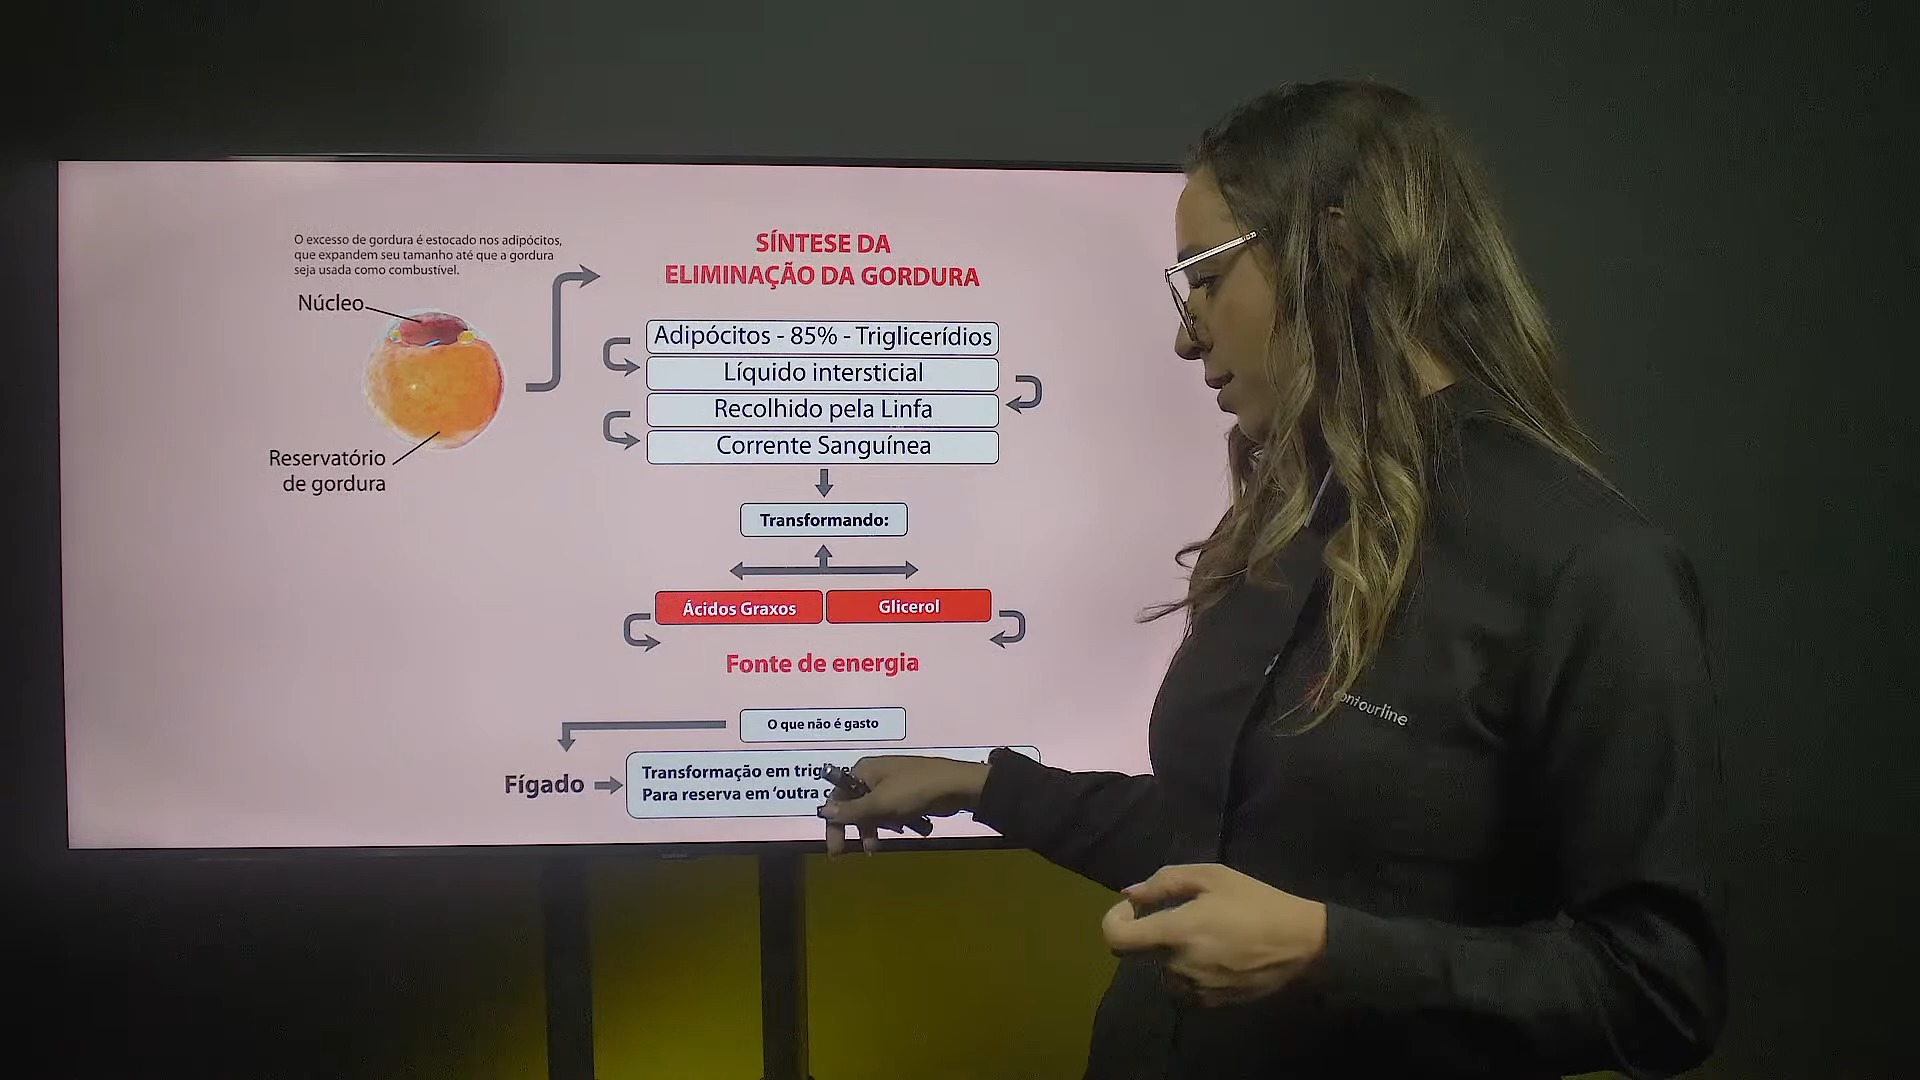 O excesso de gordura é estocado nos adipócitos,
que expandem seu tamanho até que a gordura
seja usada como combustível.
Núcleo
Reservatório
de gordura
SÍNTESE DA
ELIMINAÇÃO DA GORDURA
Adipócitos - 85% - Triglicerídios
Líquido intersticial
Recolhido pela Linfa
Corrente Sanguínea
Transformando:
Ácidos Graxos
Glicerol
Fonte de energia
O que não é gasto
Fígado
Transformação em
Para reserva em ‘outra
contourline